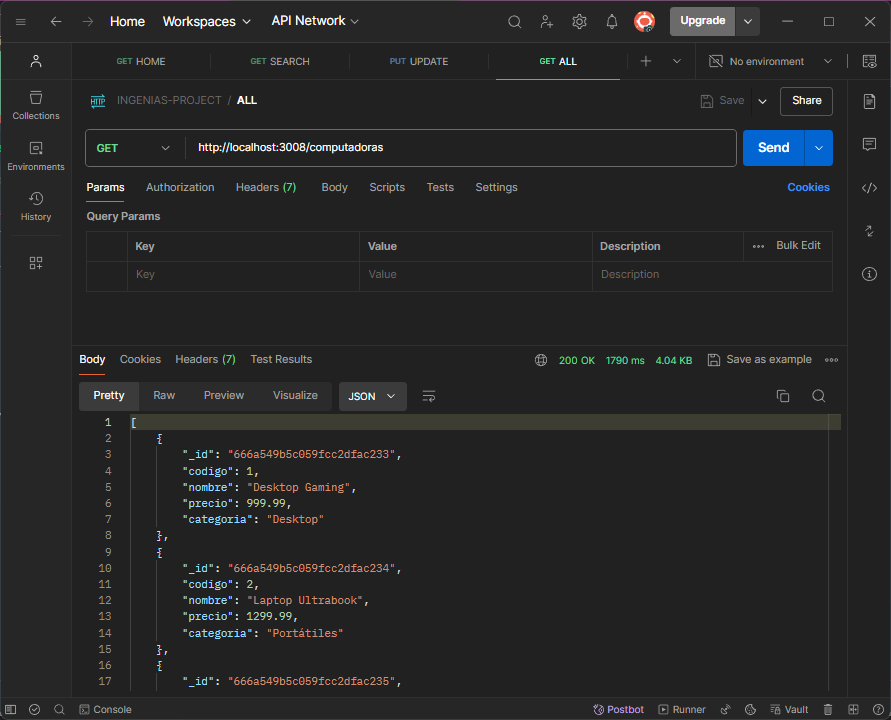 Home Workspaces API Network Upgrade
GET HOME GET SEARCH PUT UPDATE GET ALL No environment
HTTP INGENIAS-PROJECT / ALL Save Share
Collections
Environments
History
GET http://localhost:3008/computadoras Send
Params Authorization Headers (7) Body Scripts Tests Settings Cookies
Query Params
Key Value Description Bulk Edit
Key Value Description
Body Cookies Headers (7) Test Results 200 OK 1790 ms 4.04 KB Save as example
Pretty Raw Preview Visualize JSON
1 [
2 {
3 "_id": "666a549b5c059fcc2dfac233",
4 "codigo": 1,
5 "nombre": "Desktop Gaming",
6 "precio": 999.99,
7 "categoria": "Desktop"
8 },
9 {
10 "_id": "666a549b5c059fcc2dfac234",
11 "codigo": 2,
12 "nombre": "Laptop Ultrabook",
13 "precio": 1299.99,
14 "categoria": "Portátiles"
15 },
16 {
17 "_id": "666a549b5c059fcc2dfac235",
Console Postbot Runner Vault